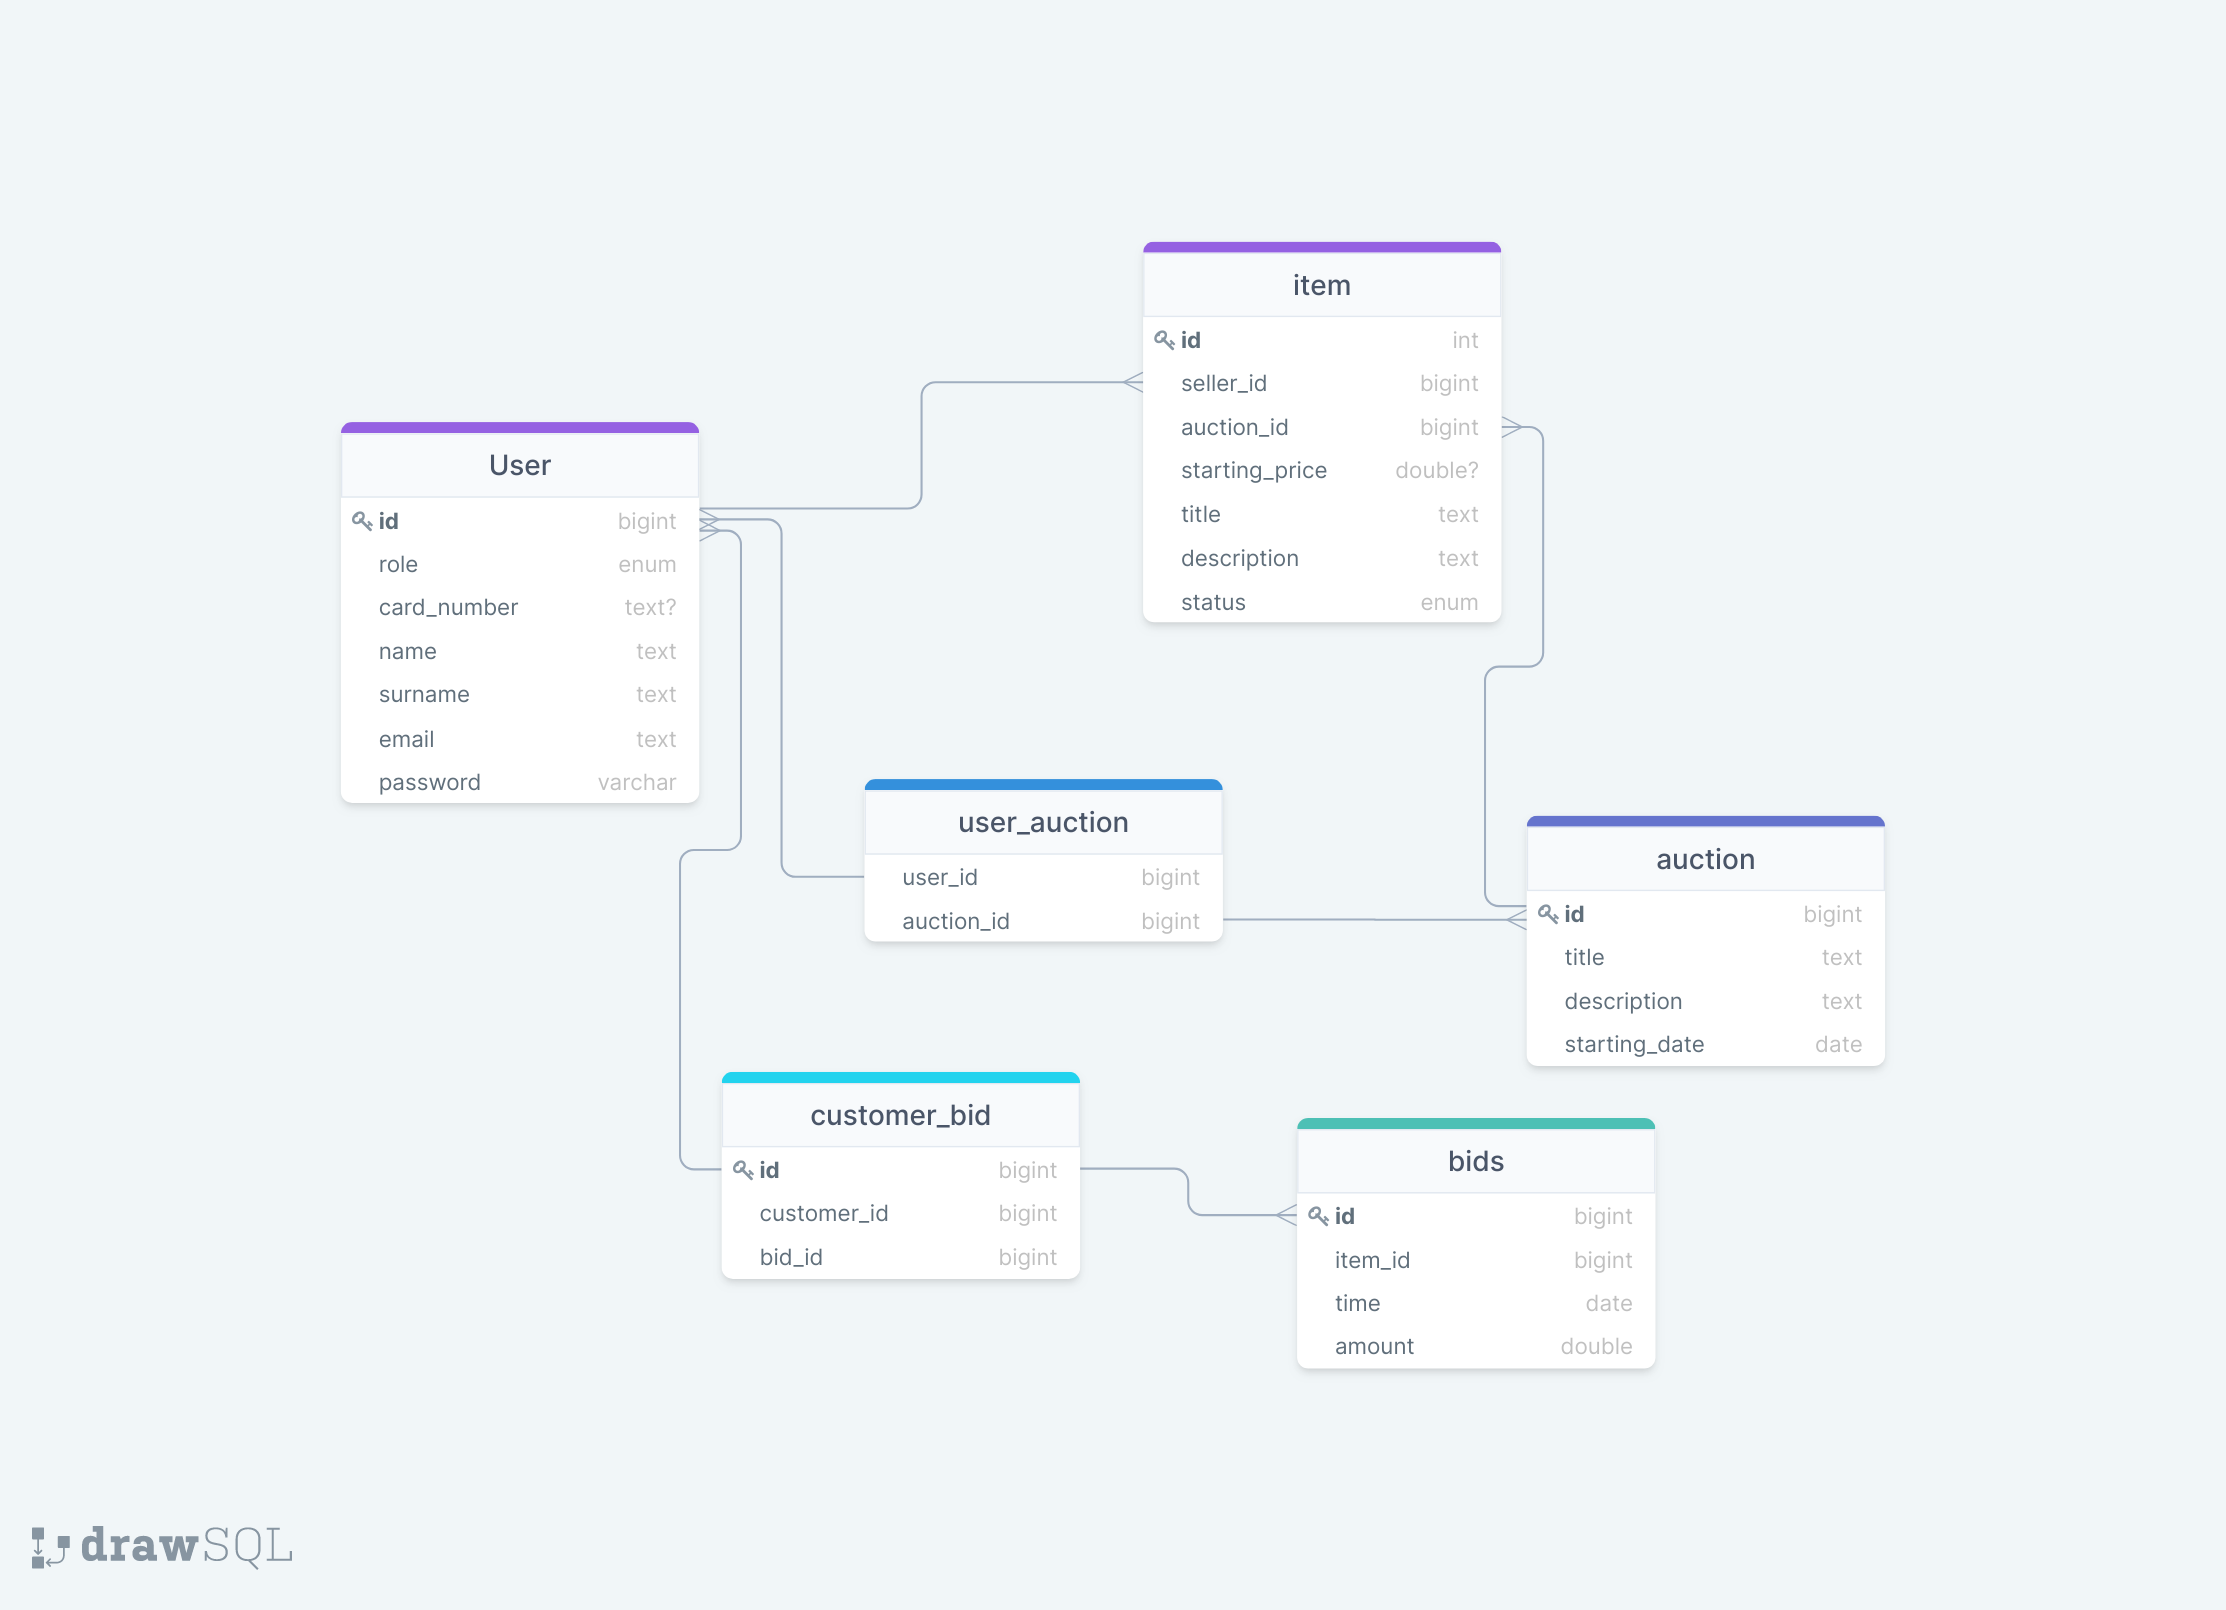 item
id int
seller_id bigint
auction_id bigint
starting_price double?
title text
description text
status enum
User
id bigint
role enum
card_number text?
name text
surname text
email text
password varchar
user_auction
user_id bigint
auction_id bigint
auction
id bigint
title text
description text
starting_date date
customer_bid
id bigint
customer_id bigint
bid_id bigint
bids
id bigint
item_id bigint
time date
amount double
drawSQL